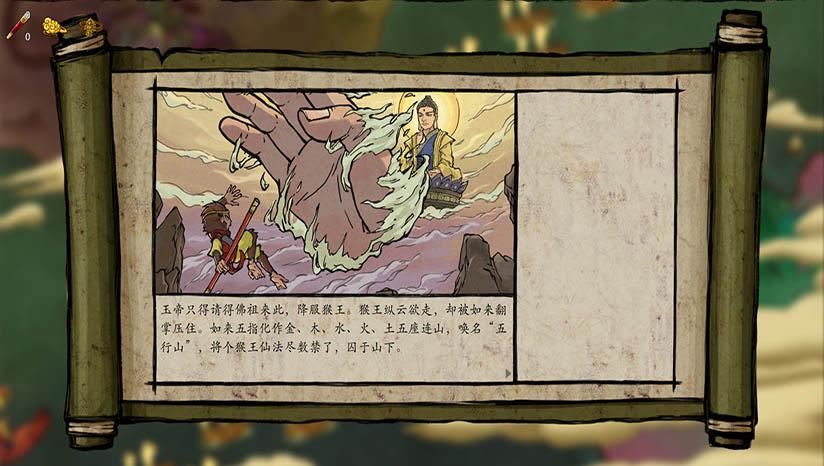 0
玉帝只得请得佛祖来此，降服猴王。猴王纵云欲走，却被如来翻
掌压住。如来五指化作金、木、水、火、土五座连山，唤名“五
行山”，将个猴王仙法尽数禁了，囚于山下。